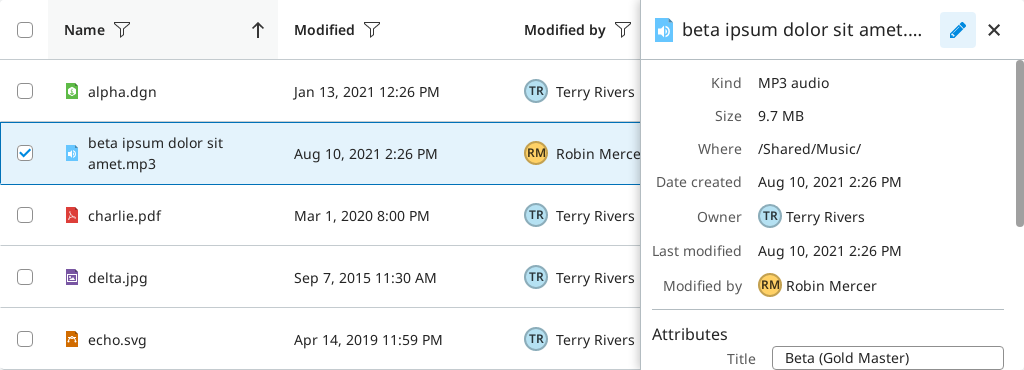 Name Modified Modified by
alpha.dgn Jan 13, 2021 12:26 PM TR Terry Rivers
beta ipsum dolor sit
amet.mp3 Aug 10, 2021 2:26 PM RM Robin Merce
charlie.pdf Mar 1, 2020 8:00 PM TR Terry Rivers
delta.jpg Sep 7, 2015 11:30 AM TR Terry Rivers
echo.svg Apr 14, 2019 11:59 PM TR Terry Rivers
beta ipsum dolor sit amet....
Kind MP3 audio
Size 9.7 MB
Where /Shared/Music/
Date created Aug 10, 2021 2:26 PM
Owner TR Terry Rivers
Last modified Aug 10, 2021 2:26 PM
Modified by RM Robin Mercer
Attributes
Title Beta (Gold Master)